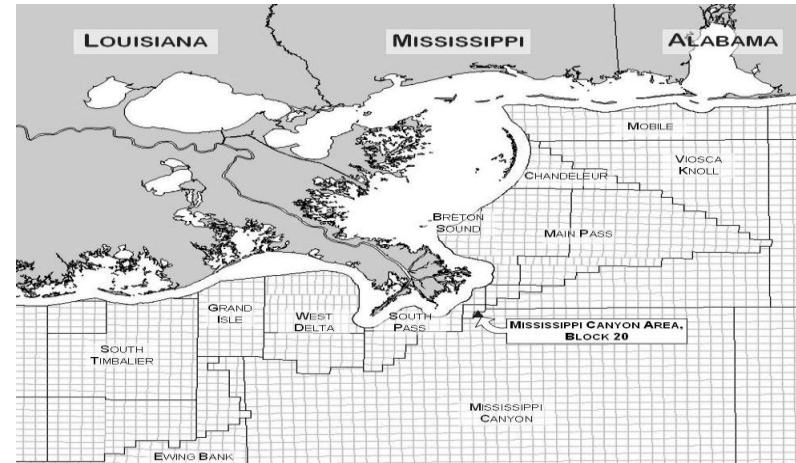 LOUISIANA
MISSISSIPPI
ALABAMA
MOBILE
VIOSCA
KNOLL
CHANDELEUR
BRETON
SOUND
MAIN PASS
GRAND
ISLE
WEST
DELTA
SOUTH
PASS
MISSISSIPPI CANYON AREA,
BLOCK 20
SOUTH
TIMBALIER
MISSISSIPPI
CANYON
EWING BANK